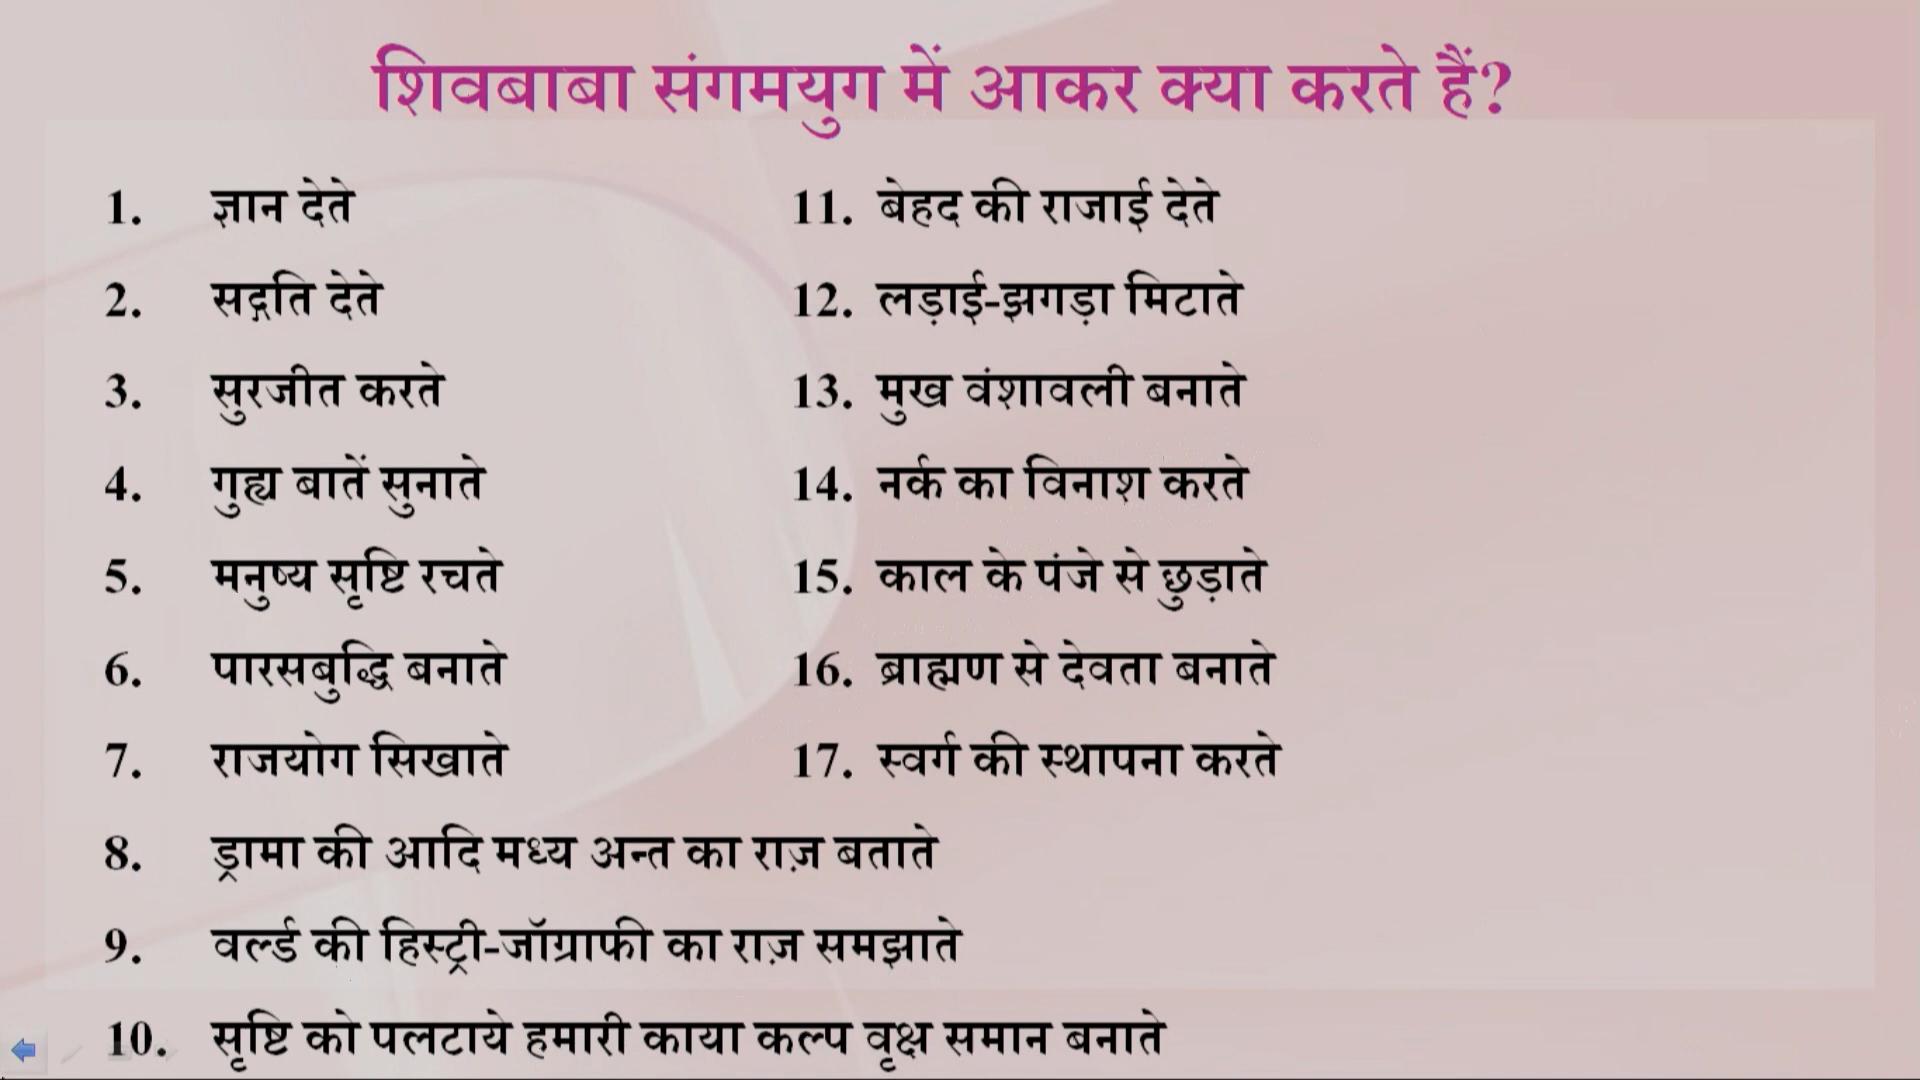 शिवबाबा संगमयुग में आकर क्या करते हैं?
1. ज्ञान देते
2. सद्गति देते
3. सुरजीत करते
4. गुह्य बातें सुनाते
5. मनुष्य सृष्टि रचते
6. पारसबुद्धि बनाते
7. राजयोग सिखाते
8. ड्रामा की आदि मध्य अन्त का राज़ बताते
9. वर्ल्ड की हिस्ट्री-जॉग्राफी का राज़ समझाते
10. सृष्टि को पलटाये हमारी काया कल्प वृक्ष समान बनाते
11. बेहद की राजाई देते
12. लड़ाई-झगड़ा मिटाते
13. मुख वंशावली बनाते
14. नर्क का विनाश करते
15. काल के पंजे से छुड़ाते
16. ब्राह्मण से देवता बनाते
17. स्वर्ग की स्थापना करते